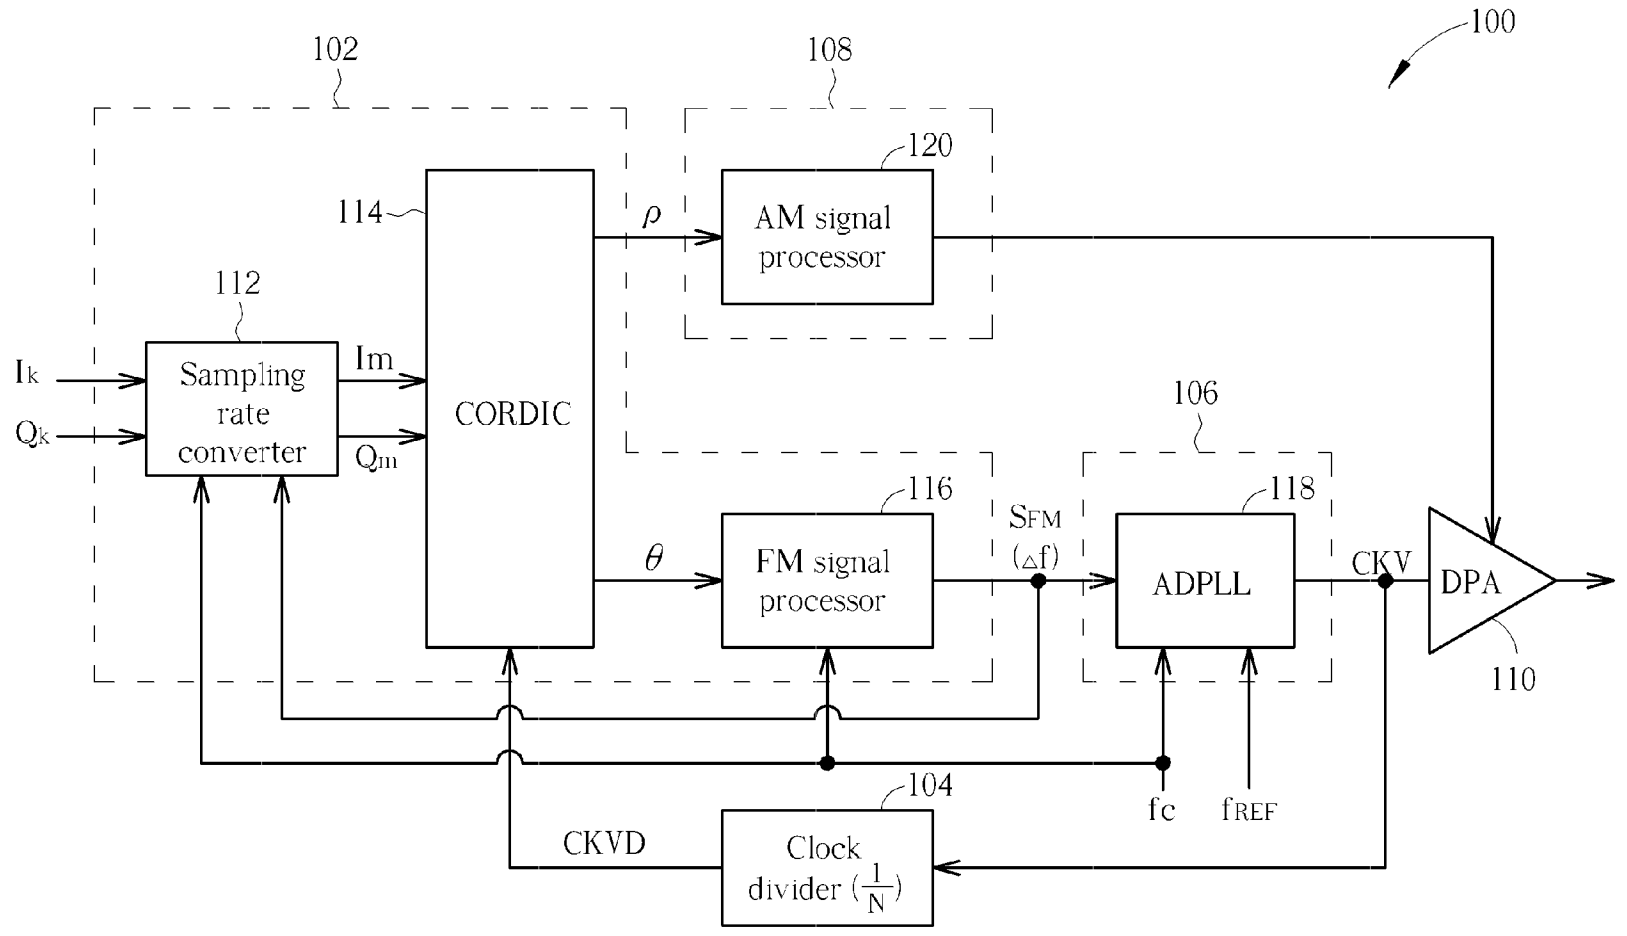 100
102
108
120
114
ρ
AM signal
processor
112
Ik
Im
Sampling
rate
converter
CORDIC
Qk
Qm
106
116
118
SFM
(△f)
θ
FM signal
processor
ADPLL
CKV
DPA
110
104
fc
fREF
CKVD
Clock
divider (1/N)